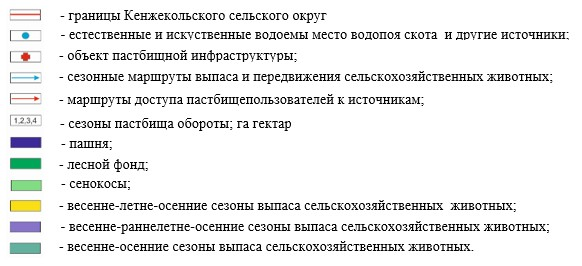 - границы Кенжекольского сельского округ
- естественные и искуственные водоемы место водопоя скота и другие источники;
- объект пастбищной инфраструктуры;
- сезонные маршруты выпаса и передвижения сельскохозяйственных животных;
- маршруты доступа пастбищепользователей к источникам;
1,2,3,4 - сезоны пастбища обороты; га гектар
- пашня;
- лесной фонд;
- сенокосы;
- весенне-летне-осенние сезоны выпаса сельскохозяйственных животных;
- весенне-раннелетне-осенние сезоны выпаса сельскохозяйственных животных;
- весенне-осенние сезоны выпаса сельскохозяйственных животных.